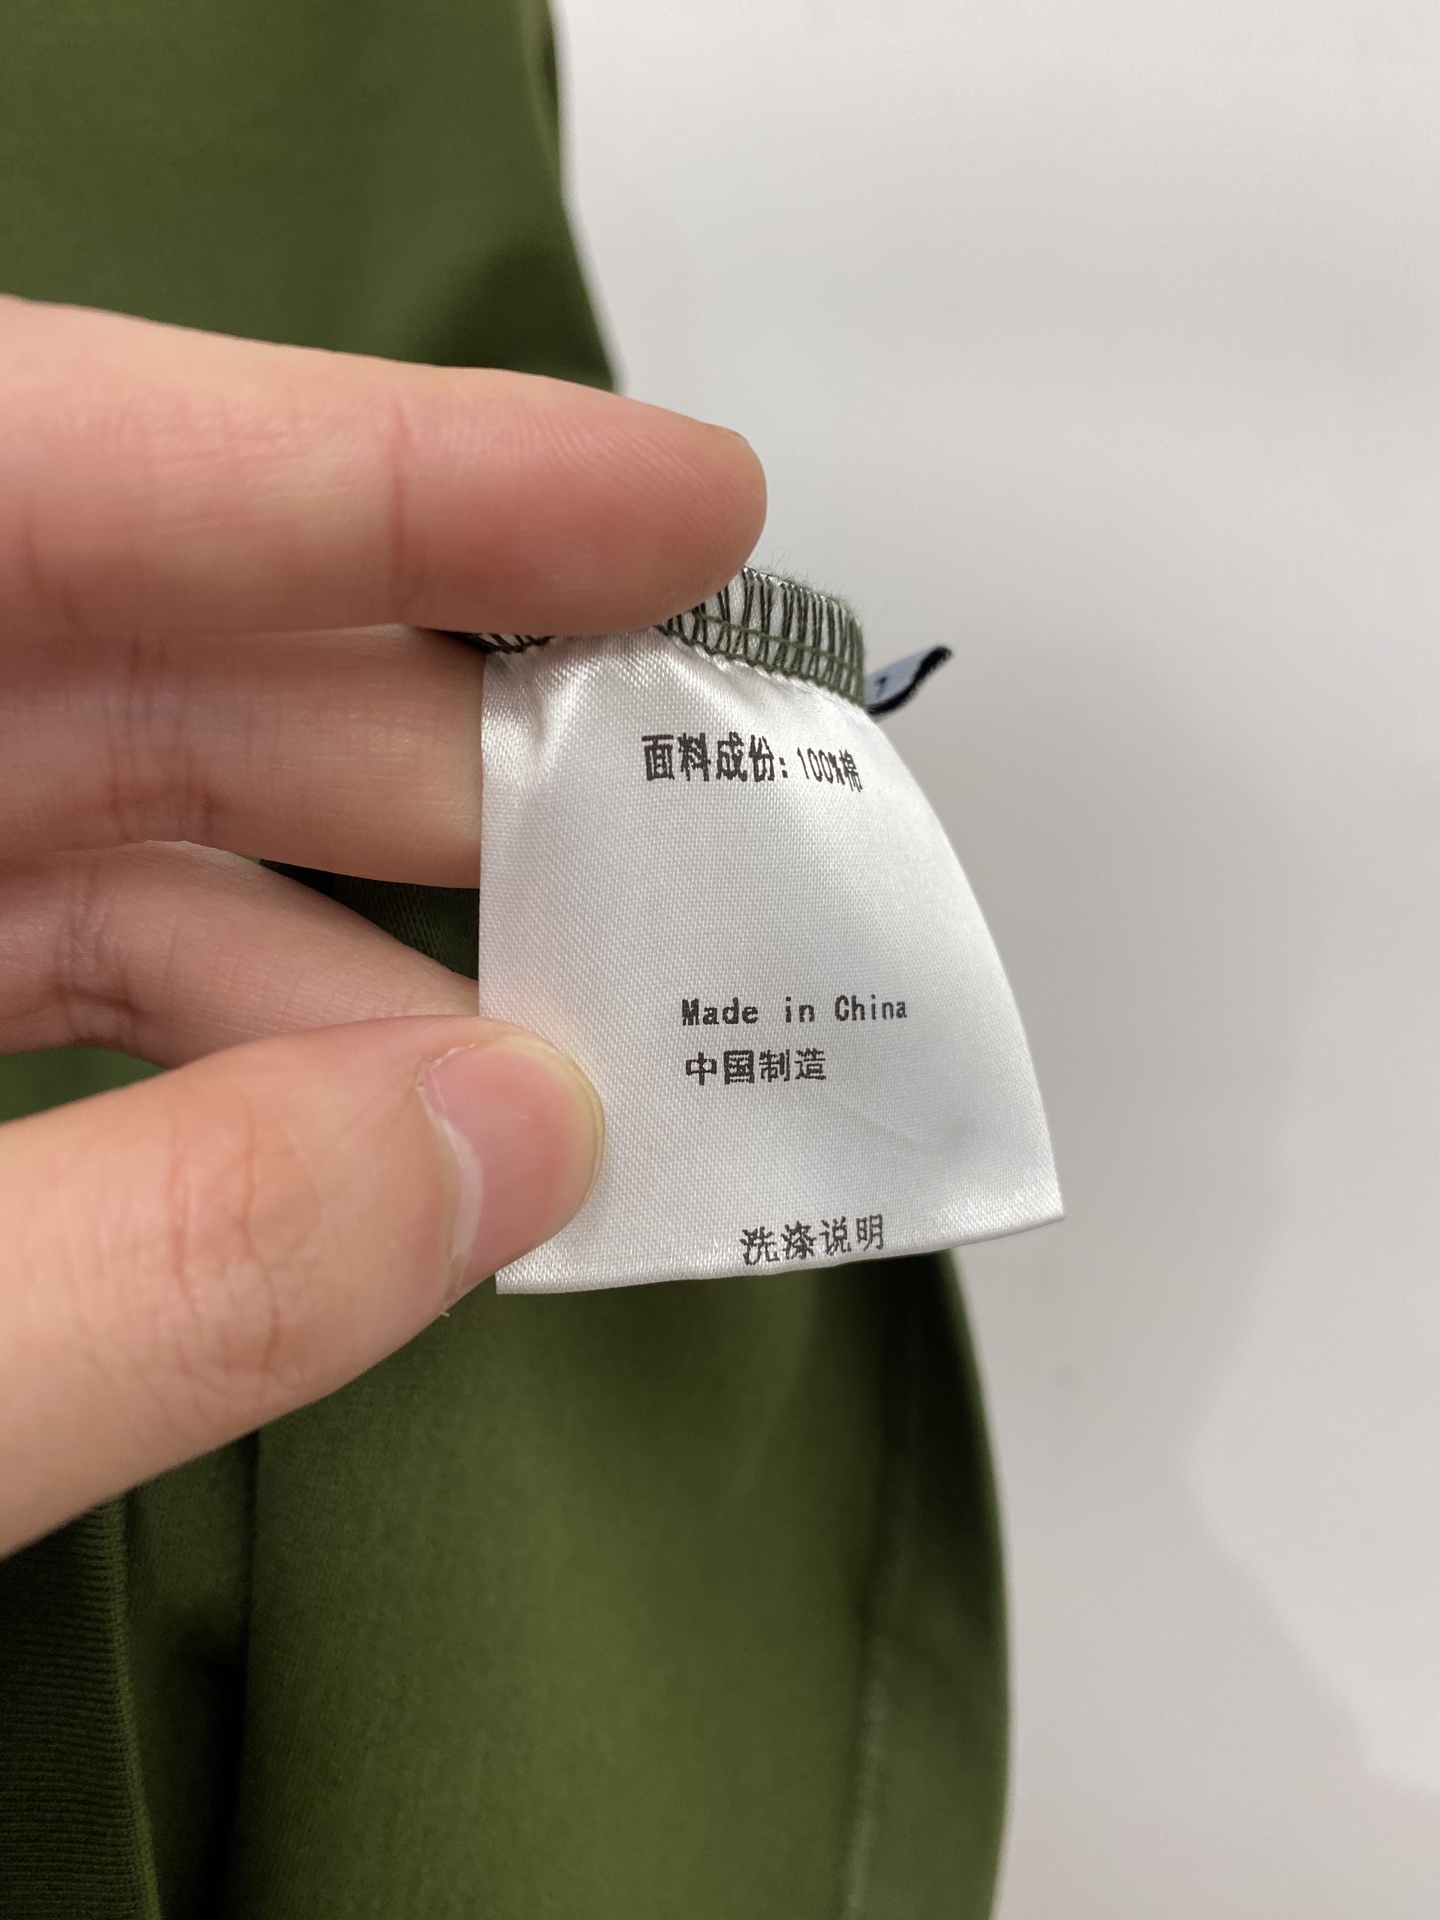 面料成份: 100%棉
Made in China
中国制造
洗涤说明